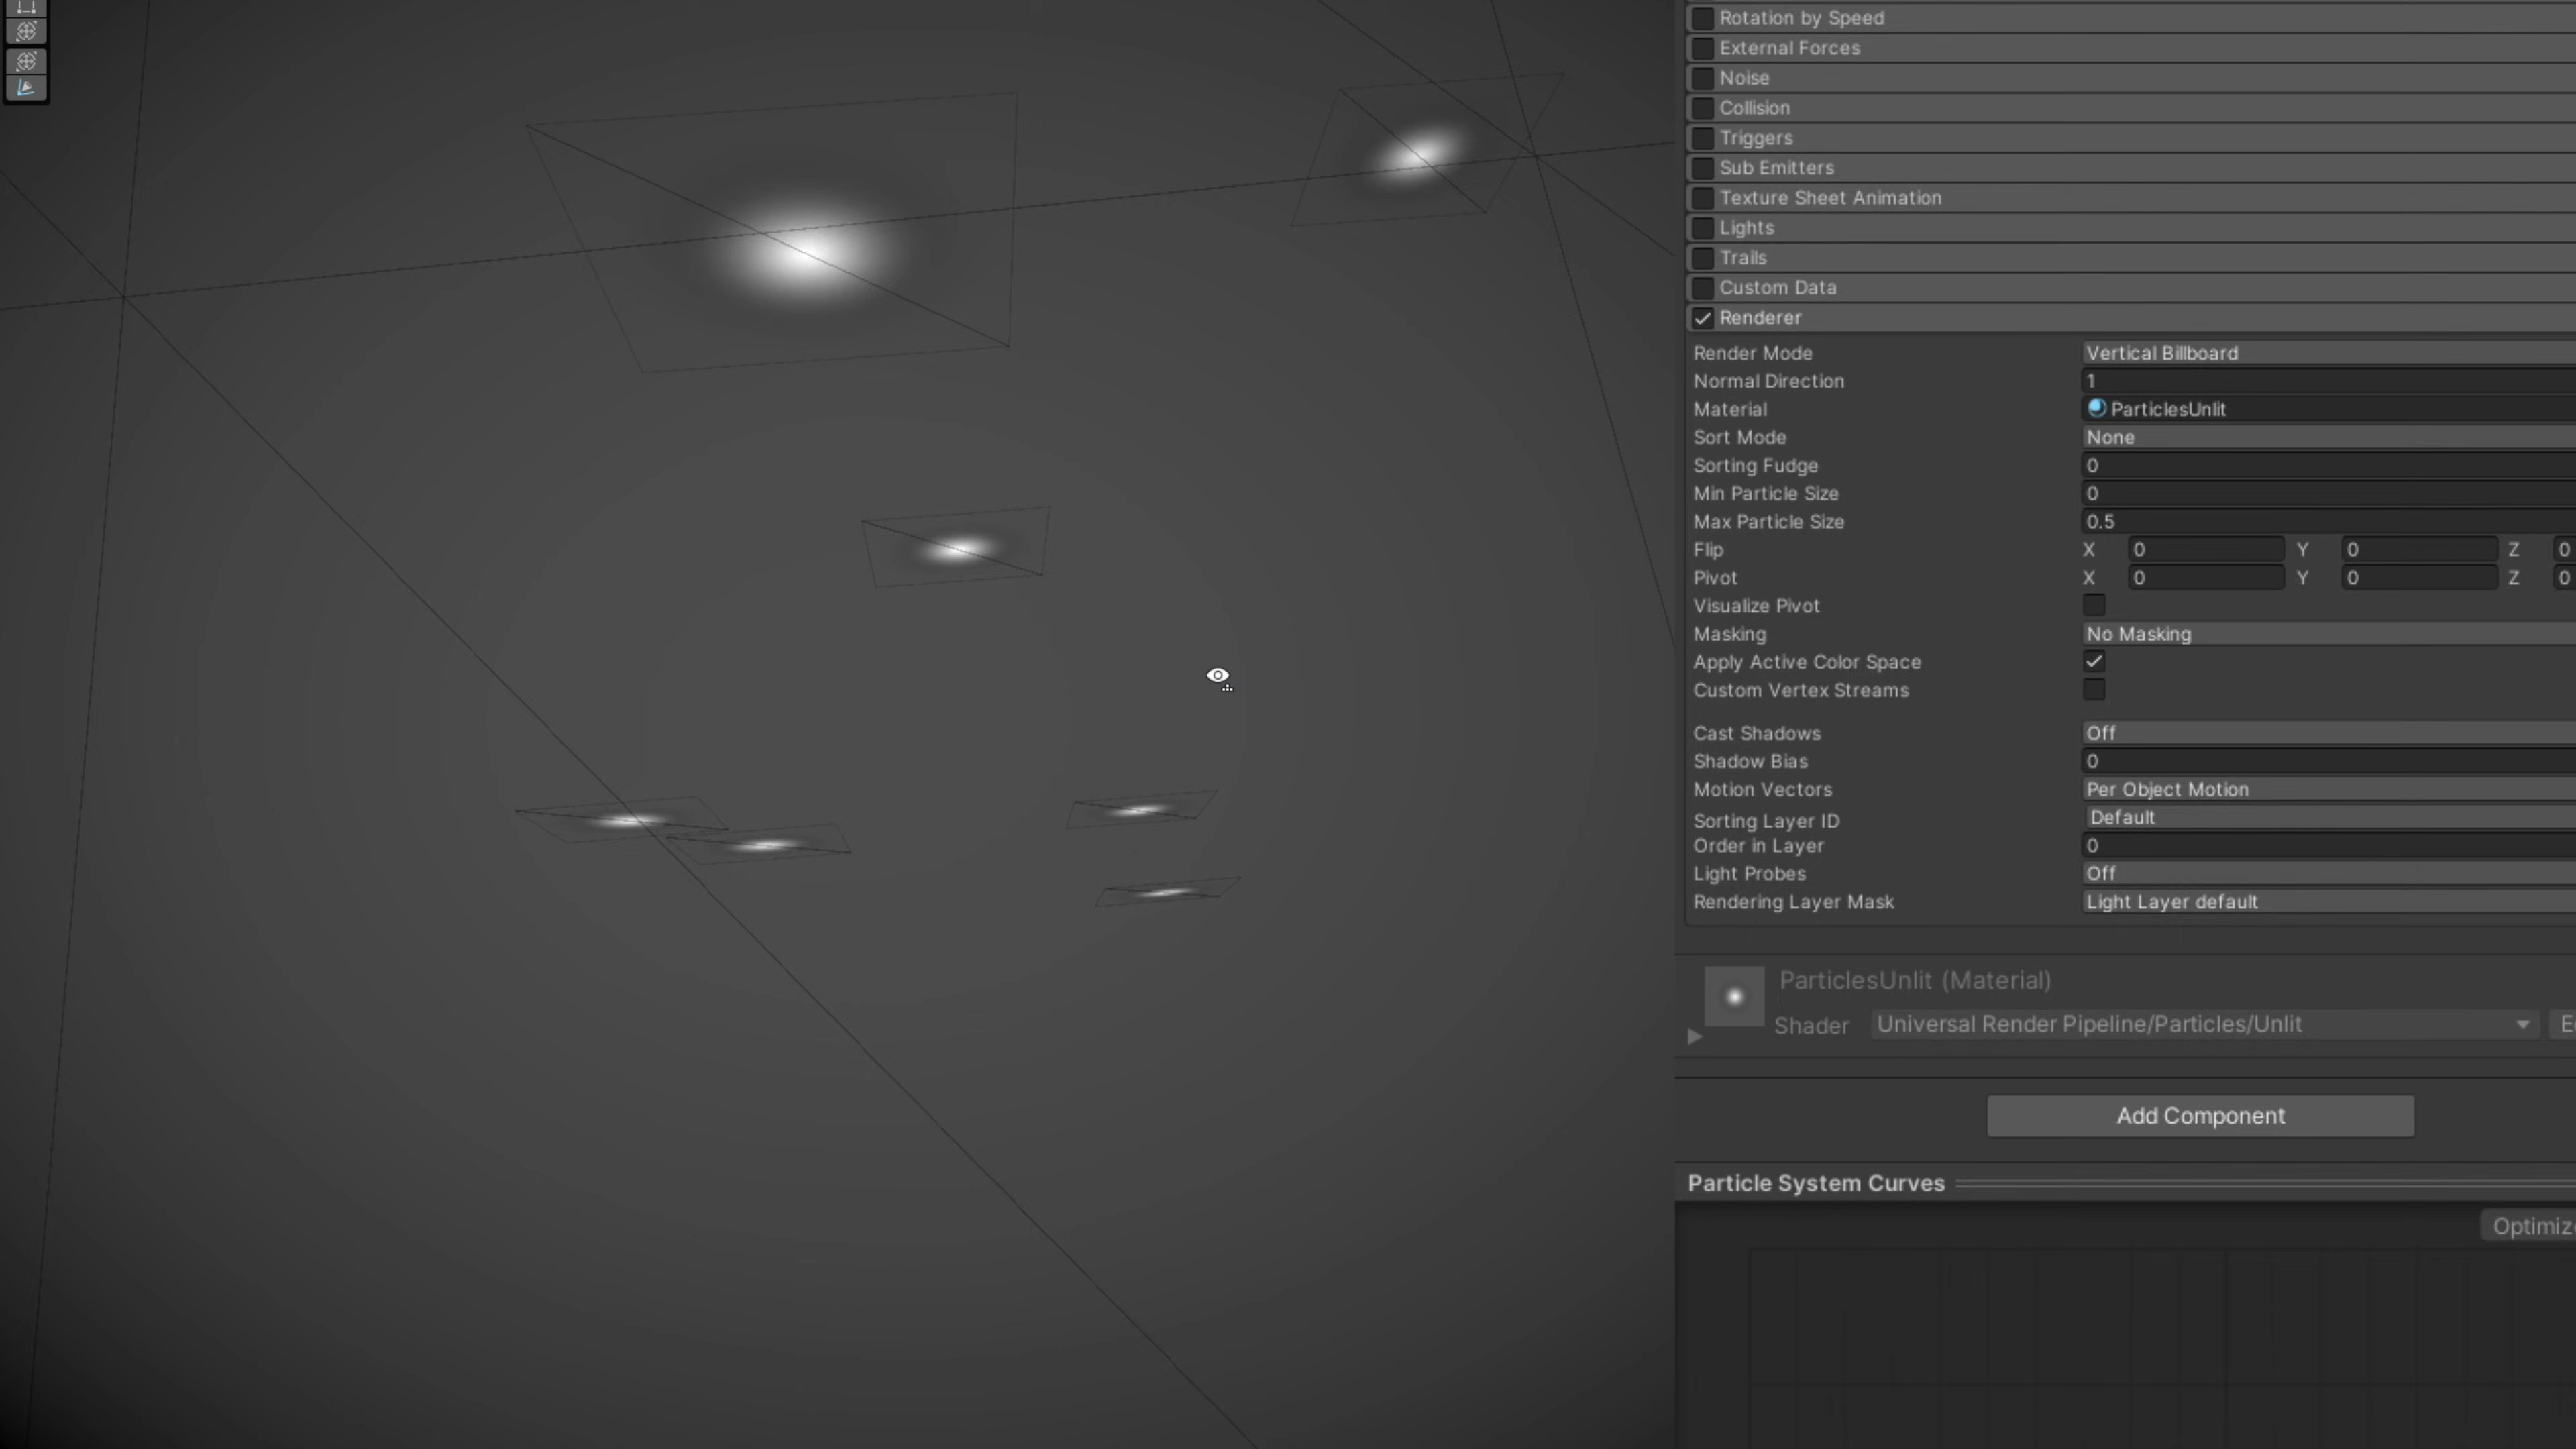 Rotation by Speed
External Forces
Noise
Collision
Triggers
Sub Emitters
Texture Sheet Animation
Lights
Trails
Custom Data
Renderer
Render Mode Vertical Billboard
Normal Direction 1
Material ParticlesUnlit
Sort Mode None
Sorting Fudge 0
Min Particle Size 0
Max Particle Size 0.5
Flip X 0 Y 0 Z 0
Pivot X 0 Y 0 Z 0
Visualize Pivot
Masking No Masking
Apply Active Color Space
Custom Vertex Streams
Cast Shadows Off
Shadow Bias 0
Motion Vectors Per Object Motion
Sorting Layer ID Default
Order in Layer 0
Light Probes Off
Rendering Layer Mask Light Layer default
ParticlesUnlit (Material)
Shader Universal Render Pipeline/Particles/Unlit
Add Component
Particle System Curves
Optimiz